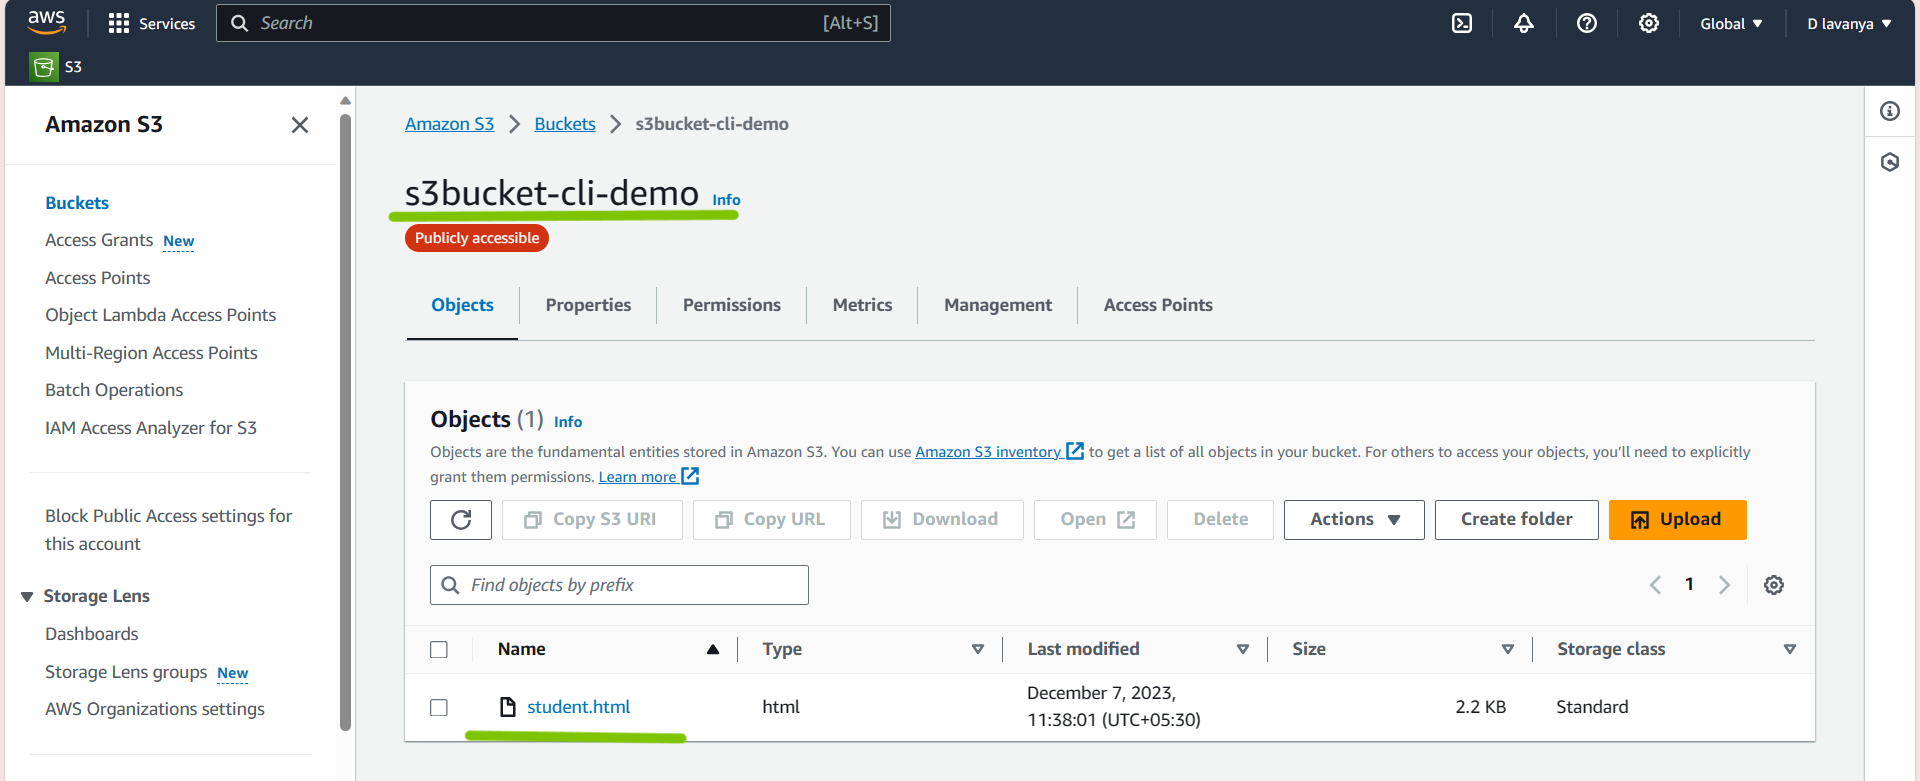 aws
Services
Search
[Alt+S]
Global
D lavanya
S3
Amazon S3
Buckets
Access Grants New
Access Points
Object Lambda Access Points
Multi-Region Access Points
Batch Operations
IAM Access Analyzer for S3
Block Public Access settings for
this account
Storage Lens
Dashboards
Storage Lens groups New
AWS Organizations settings
Amazon S3 Buckets s3bucket-cli-demo
s3bucket-cli-demo Info
Publicly accessible
Objects Properties Permissions Metrics Management Access Points
Objects (1) Info
Objects are the fundamental entities stored in Amazon S3. You can use Amazon S3 inventory to get a list of all objects in your bucket. For others to access your objects, you’ll need to explicitly
grant them permissions. Learn more
Copy S3 URI Copy URL Download Open Delete Actions Create folder Upload
Find objects by prefix
1
Name Type Last modified Size Storage class
student.html html December 7, 2023, 2.2 KB Standard
11:38:01 (UTC+05:30)